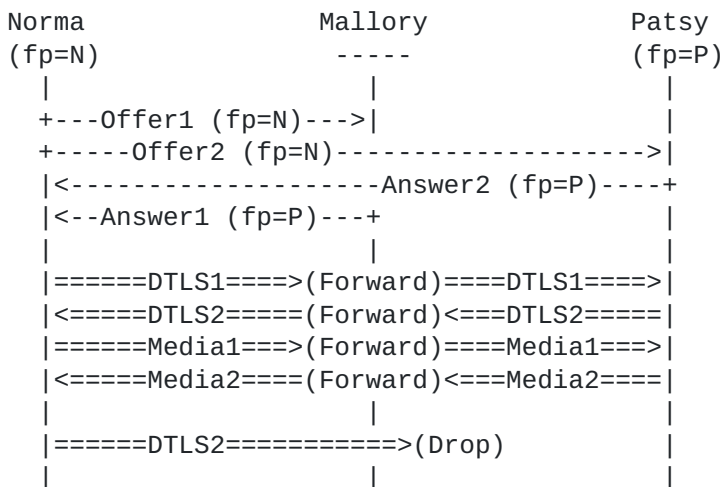 Norma                   Mallory             Patsy
(fp=N)                   -----              (fp=P)
  |                        |                   |
  +---Offer1 (fp=N)--->|                   |
  +-----Offer2 (fp=N)-------------------->|
  |<--------------------Answer2 (fp=P)----+
  |<--Answer1 (fp=P)---+                   |
  |                        |                   |
  |======DTLS1====>(Forward)====DTLS1====>|
  |<=====DTLS2=====(Forward)<===DTLS2=====|
  |======Media1===>(Forward)====Media1===>|
  |<=====Media2====(Forward)<===Media2====|
  |                        |                   |
  |======DTLS2===========>(Drop)          |
  |                        |                   |